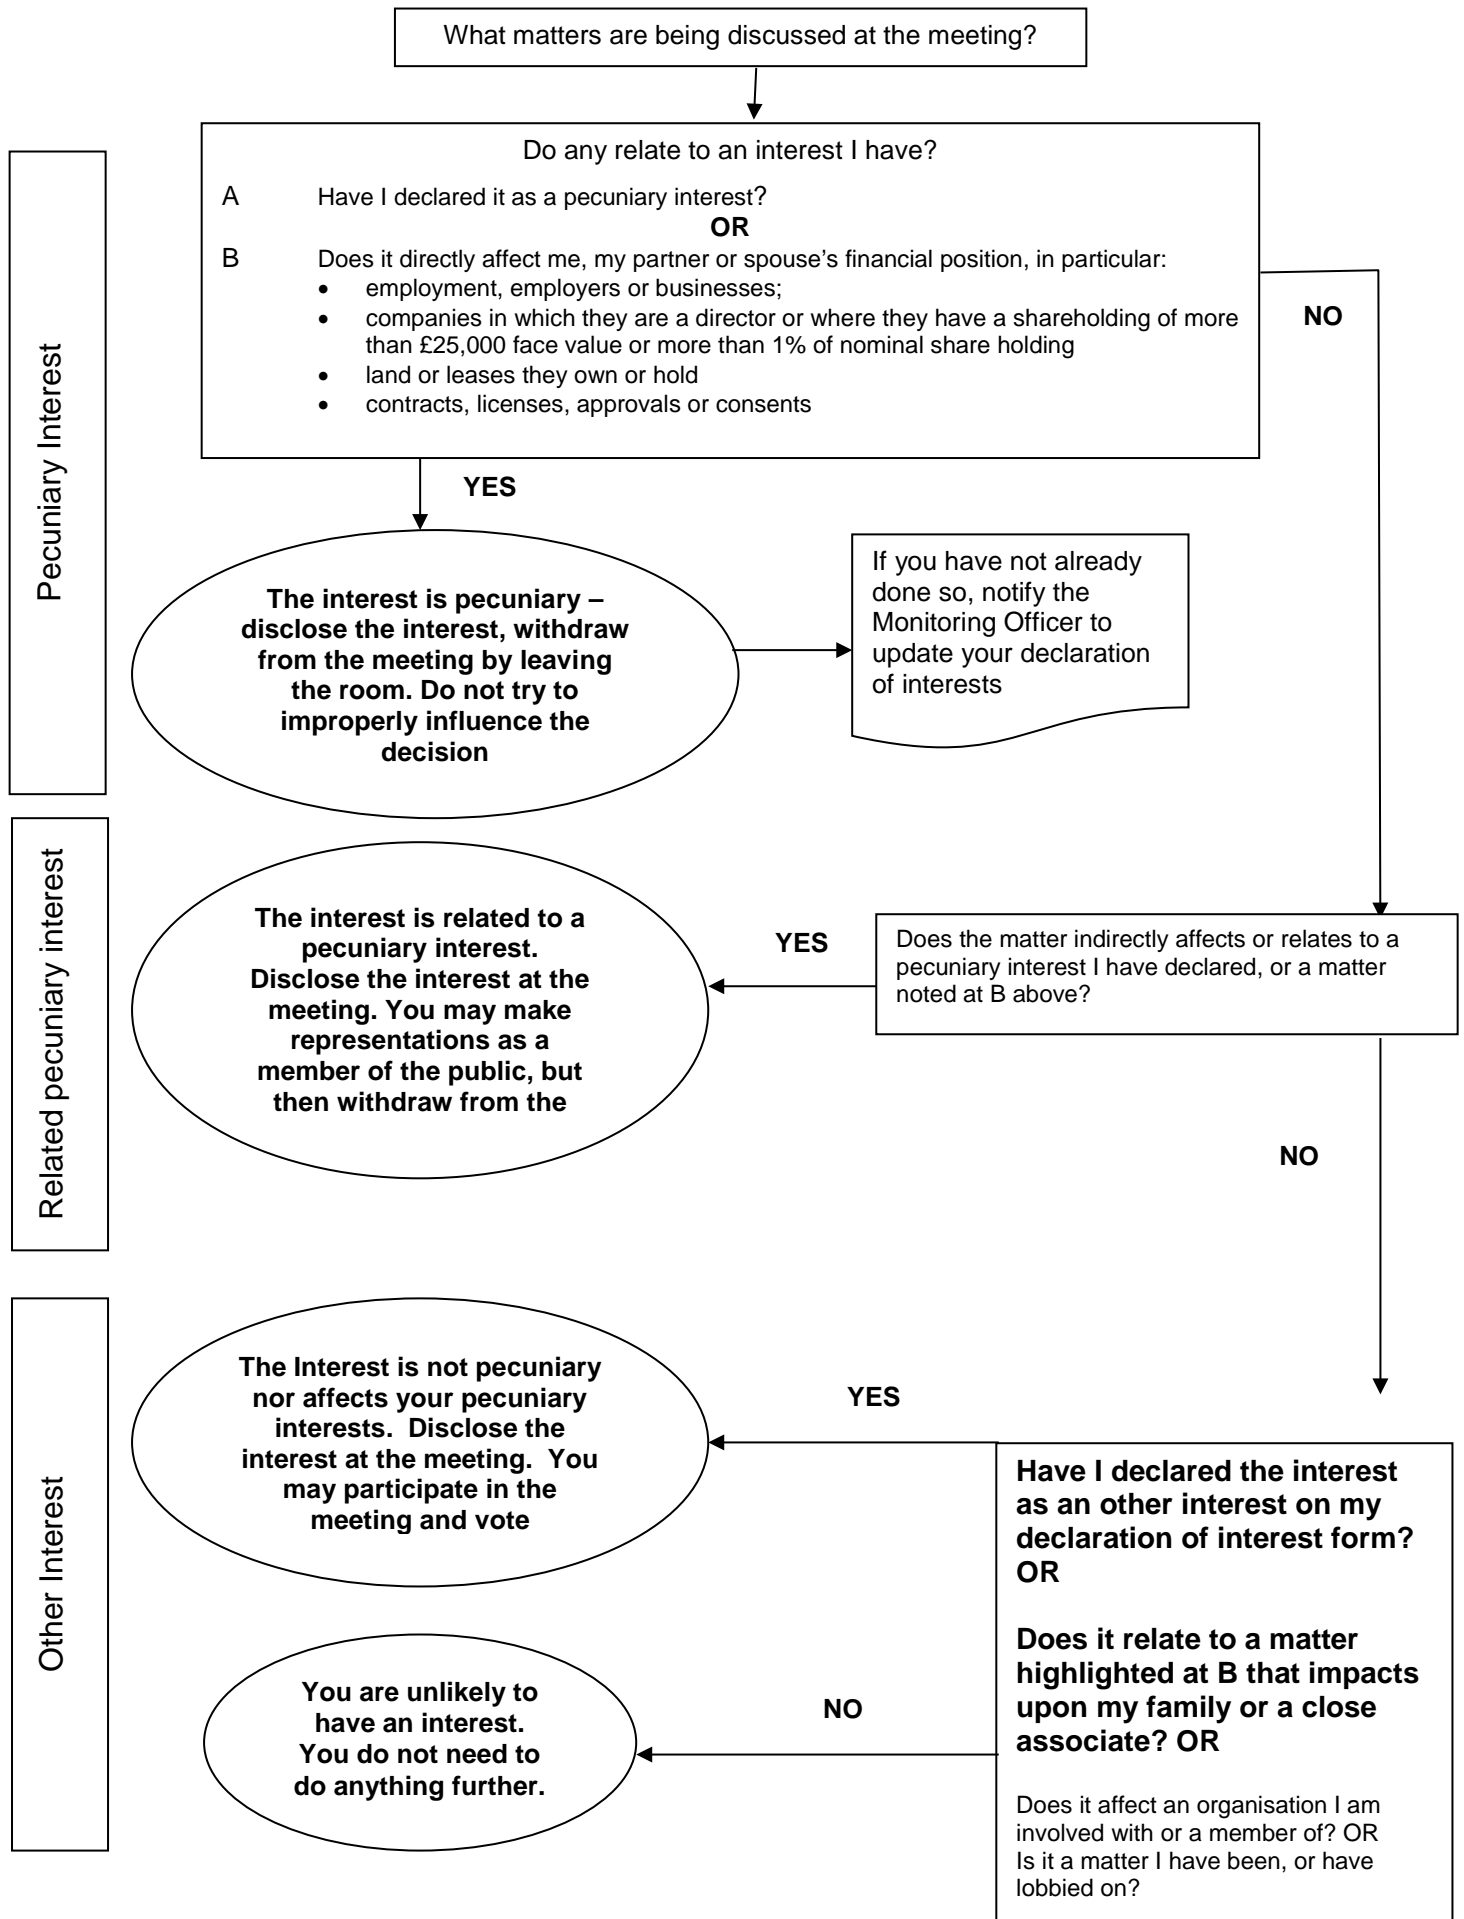 What matters are being discussed at the meeting?
Do any relate to an interest I have?
A Have I declared it as a pecuniary interest?
OR
B Does it directly affect me, my partner or spouse's financial position, in particular:
• employment, employers or businesses;
• companies in which they are a director or where they have a shareholding of more
than £25,000 face value or more than 1% of nominal share holding
• land or leases they own or hold
• contracts, licenses, approvals or consents
NO
Pecuniary Interest
YES
The interest is pecuniary –
disclose the interest, withdraw
from the meeting by leaving
the room. Do not try to
improperly influence the
decision
If you have not already
done so, notify the
Monitoring Officer to
update your declaration
of interests
Related pecuniary interest
The interest is related to a
pecuniary interest.
Disclose the interest at the
meeting. You may make
representations as a
member of the public, but
then withdraw from the
YES
Does the matter indirectly affects or relates to a
pecuniary interest I have declared, or a matter
noted at B above?
NO
Other Interest
The Interest is not pecuniary
nor affects your pecuniary
interests. Disclose the
interest at the meeting. You
may participate in the
meeting and vote
YES
Have I declared the interest
as an other interest on my
declaration of interest form?
OR
Does it relate to a matter
highlighted at B that impacts
upon my family or a close
associate? OR
Does it affect an organisation I am
involved with or a member of? OR
Is it a matter I have been, or have
lobbied on?
NO
You are unlikely to
have an interest.
You do not need to
do anything further.